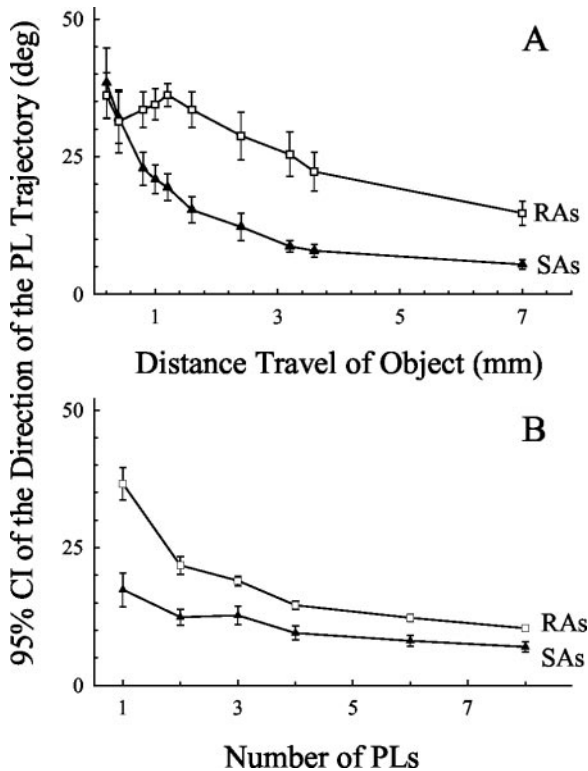 95% CI of the Direction of the PL Trajectory (deg)
50
A
25
RAs
SAs
0
1 3 5 7
Distance Travel of Object (mm)
50
B
25
RAs
SAs
0
1 3 5 7
Number of PLs